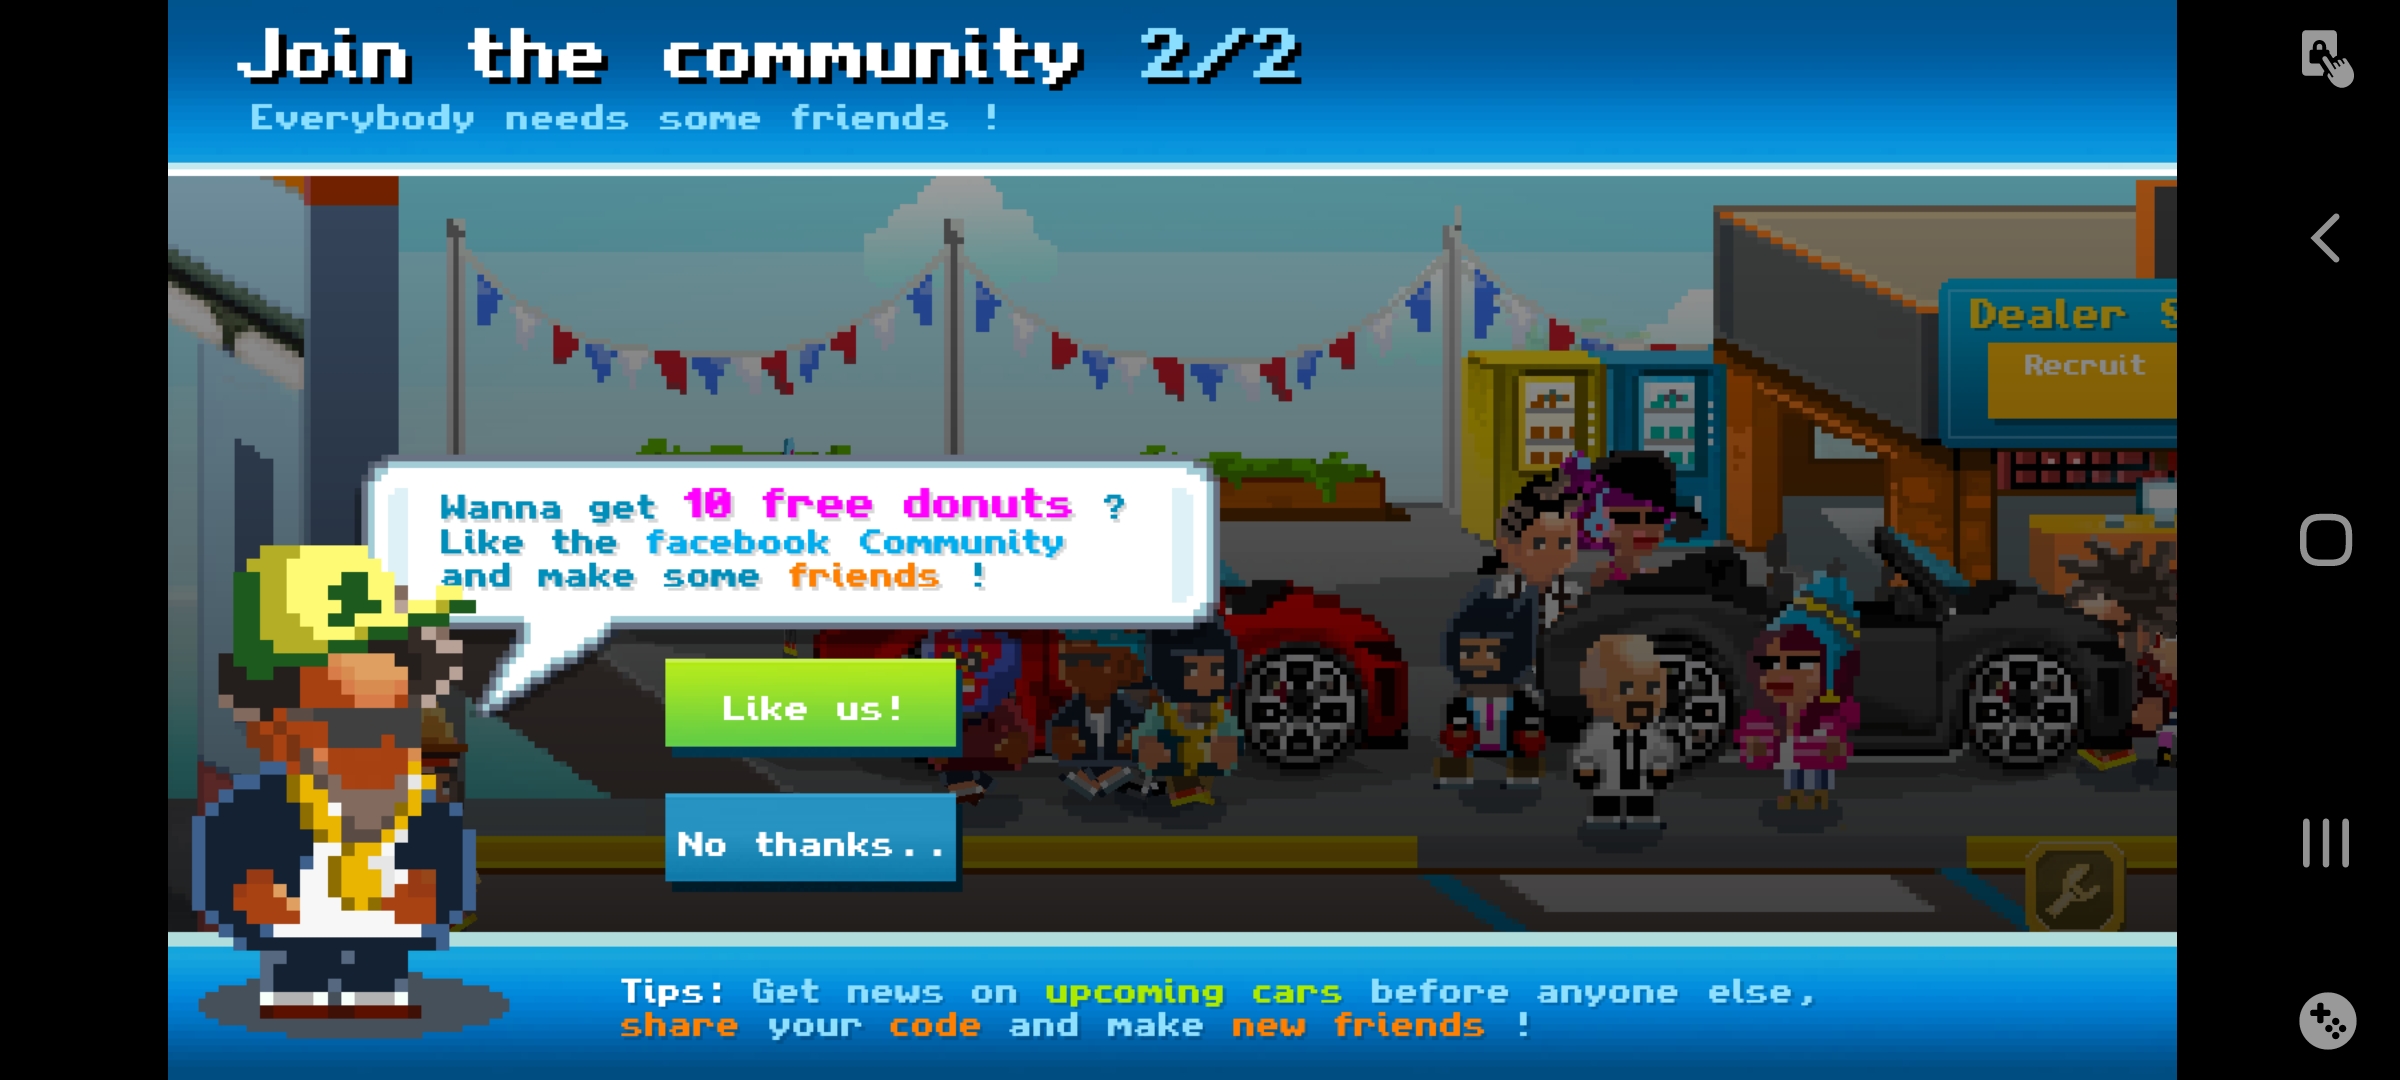 Join the community 2/2
Everybody needs some friends !
Dealer
Recruit
Wanna get 10 free donuts ?
Like the facebook Community
and make some friends !
Like us!
No thanks..
Tips: Get news on upcoming cars before anyone else,
share your code and make new friends !